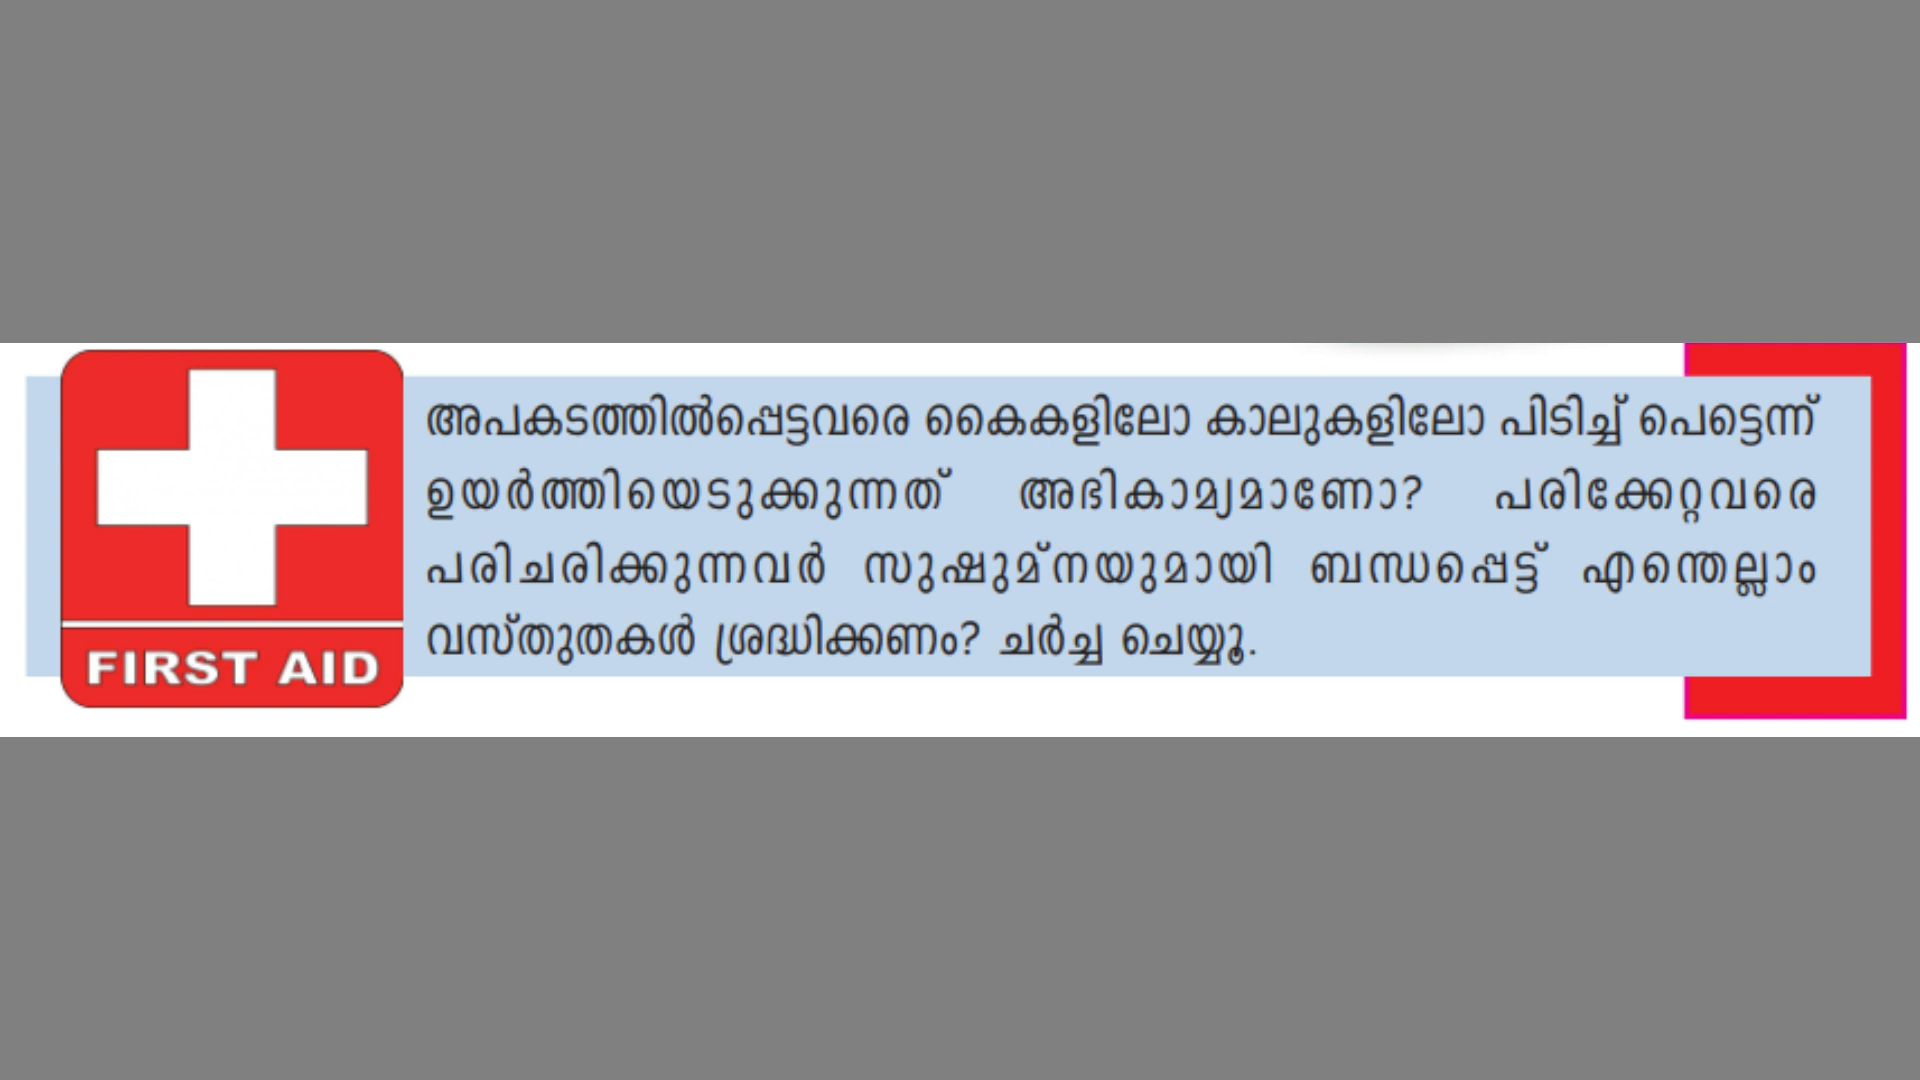 FIRST AID
അപകടത്തിൽപ്പെട്ടവരെ കൈകളിലോ കാലുകളിലോ പിടിച്ച് പെട്ടെന്ന്
ഉയർത്തിയെടുക്കുന്നത് അഭികാമ്യമാണോ? പരിക്കേറ്റവരെ
പരിചരിക്കുന്നവർ സുഷുമ്നയുമായി ബന്ധപ്പെട്ട് എന്തെല്ലാം
വസ്തുതകൾ ശ്രദ്ധിക്കണം? ചർച്ച ചെയ്യൂ.